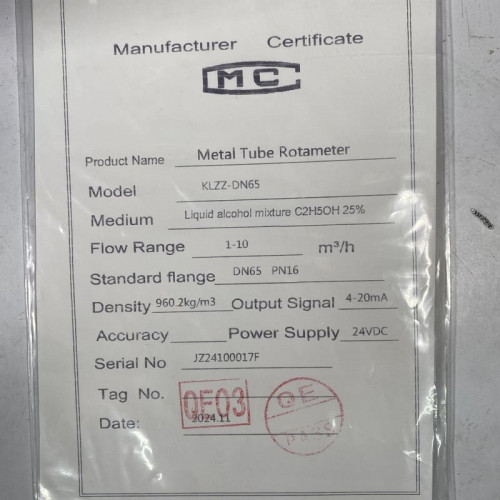 Manufacturer Certificate
MC
Product Name Metal Tube Rotameter
Model KLZZ-DN65
Medium Liquid alcohol mixture C2H5OH 25%
Flow Range 1-10 m³/h
Standard flange DN65 PN16
Density 960.2kg/m3 Output Signal 4-20mA
Accuracy Power Supply 24VDC
Serial No JZ24100017F
Tag No. QF03
QE
Date: 2024.11
PASS